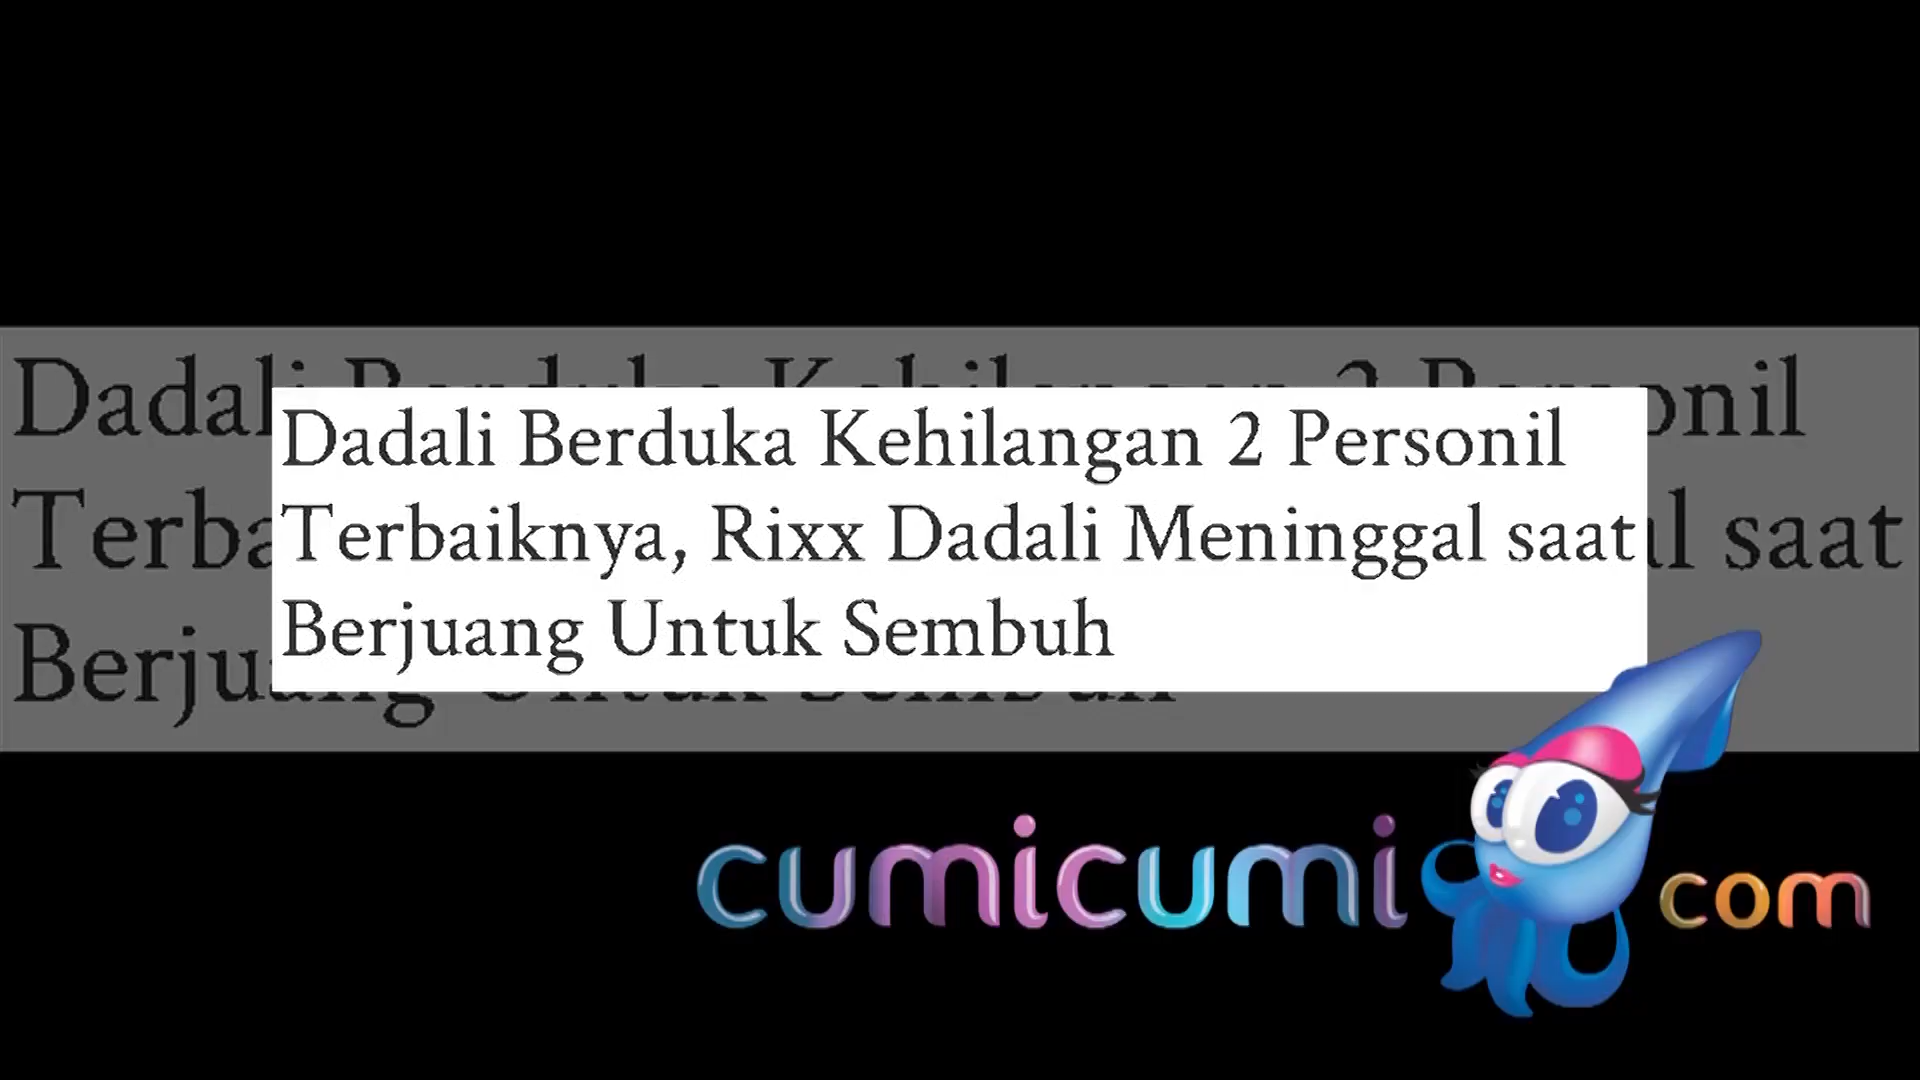 Dadali Berduka Kehilangan 2 Personil
Terbaiknya, Rixx Dadali Meninggal saat
Berjuang Untuk Sembuh
cumicumi com